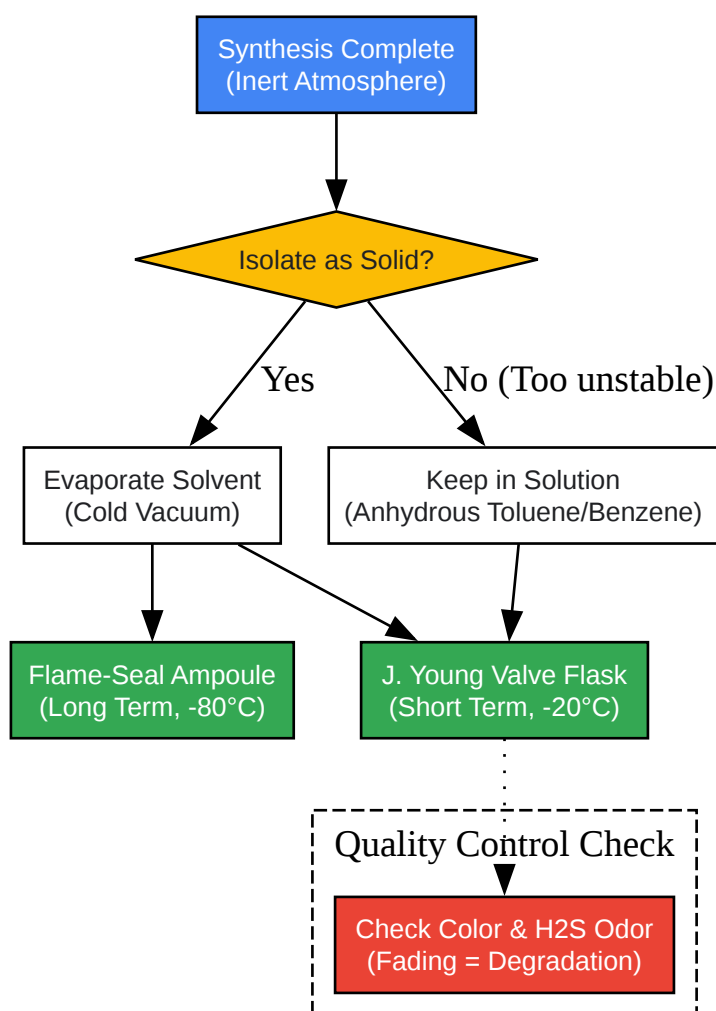 Synthesis Complete
(Inert Atmosphere)
Isolate as Solid?
Yes
No (Too unstable)
Evaporate Solvent
(Cold Vacuum)
Keep in Solution
(Anhydrous Toluene/Benzene)
Flame-Seal Ampoule
(Long Term, -80°C)
J. Young Valve Flask
(Short Term, -20°C)
Quality Control Check
Check Color & H2S Odor
(Fading = Degradation)